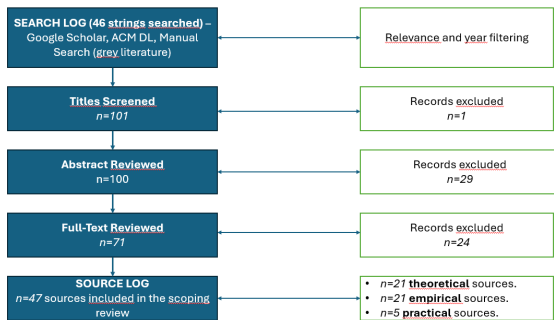 SEARCH LOG (46 strings searched) –
Google Scholar, ACM DL, Manual
Search (grey literature)
Relevance and year filtering
Titles Screened
n=101
Records excluded
n=1
Abstract Reviewed
n=100
Records excluded
n=29
Full-Text Reviewed
n=71
Records excluded
n=24
SOURCE LOG
n=47 sources included in the scoping
review
• n=21 theoretical sources.
• n=21 empirical sources.
• n=5 practical sources.